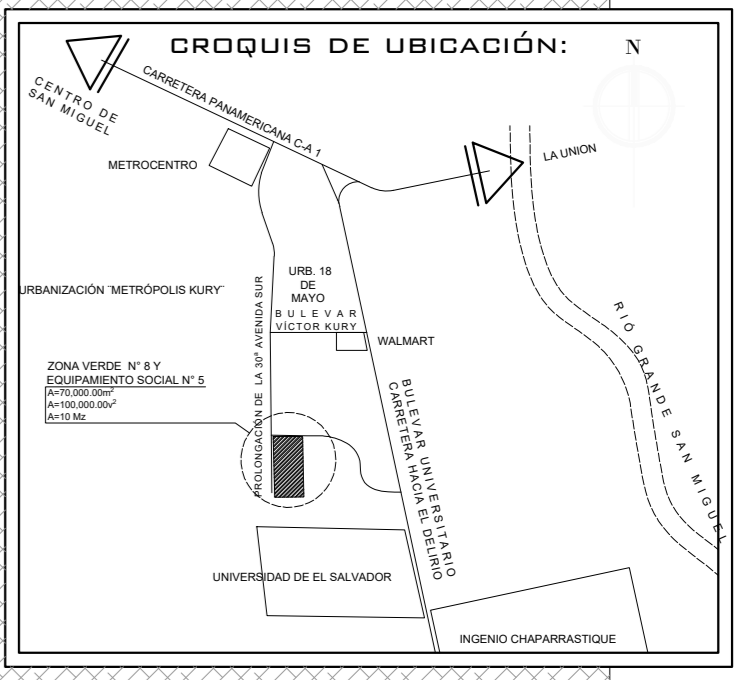 CROQUIS DE UBICACIÓN:
N
CENTRO DE
SAN MIGUEL
CARRETERA PANAMERICANA C-A 1
METROCENTRO
LA UNION
URBANIZACIÓN ¨METRÓPOLIS KURY¨
URB. 18
DE
MAYO
BULEVAR
VÍCTOR KURY
WALMART
PROLONGACIÓN DE LA 30ª AVENIDA SUR
ZONA VERDE N° 8 Y
EQUIPAMIENTO SOCIAL N° 5
A=70,000.00m²
A=100,000.00v²
A=10 Mz
BULEVAR UNIVERSITARIO
CARRETERA HACIA EL DELIRIO
RIÓ GRANDE SAN MIGUEL
UNIVERSIDAD DE EL SALVADOR
INGENIO CHAPARRASTIQUE